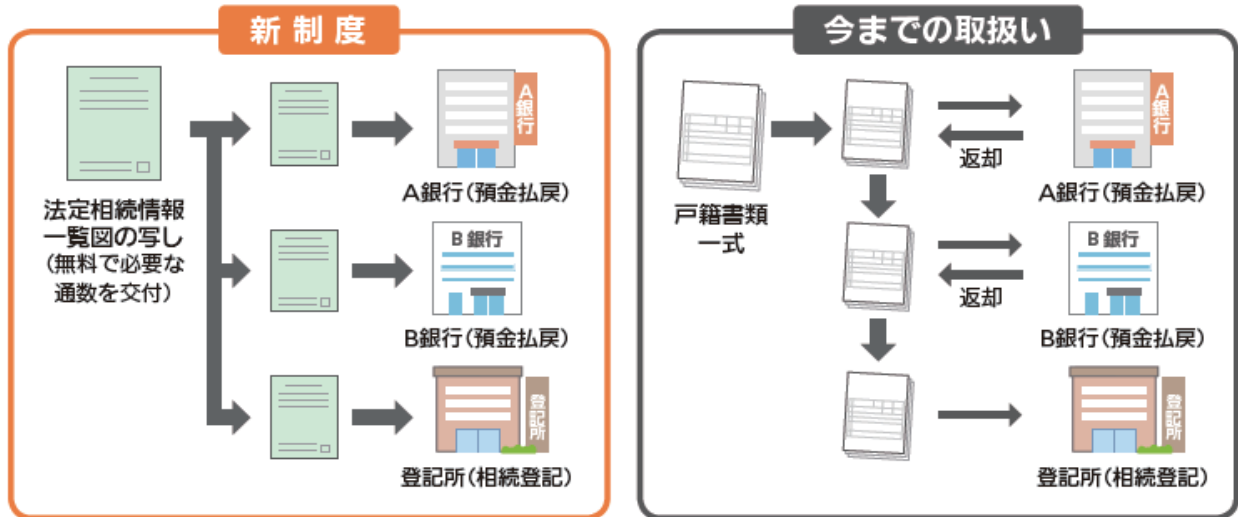 新制度
A銀行
A銀行(預金払戻)
法定相続情報
一覧図の写し
(無料で必要な
通数を交付)
B 銀行
B銀行(預金払戻)
登記所
登記所(相続登記)
今までの取扱い
戸籍書類
一式
返却
A銀行
A銀行(預金払戻)
返却
B 銀行
B銀行(預金払戻)
登記所
登記所(相続登記)